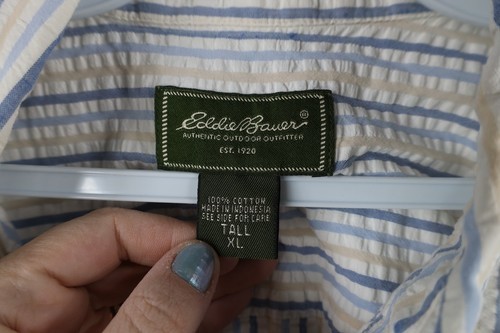 Eddie Bauer®
AUTHENTIC OUTDOOR OUTFITTER
EST. 1920
100% COTTON
MADE IN INDONESIA
SEE SIDE FOR CARE
TALL
XL